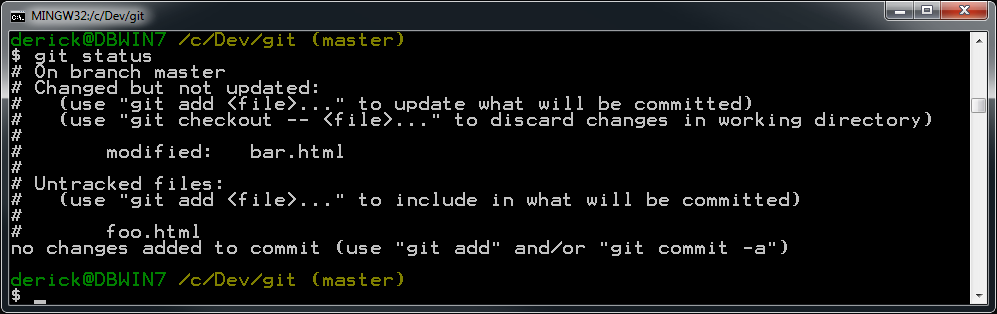 MINGW32:/c/Dev/git
derick@DBWIN7 /c/Dev/git (master)
$ git status
# On branch master
# Changed but not updated:
#   (use "git add <file>..." to update what will be committed)
#   (use "git checkout -- <file>..." to discard changes in working directory)
#
#       modified:   bar.html
#
# Untracked files:
#   (use "git add <file>..." to include in what will be committed)
#
#       foo.html
no changes added to commit (use "git add" and/or "git commit -a")
derick@DBWIN7 /c/Dev/git (master)
$